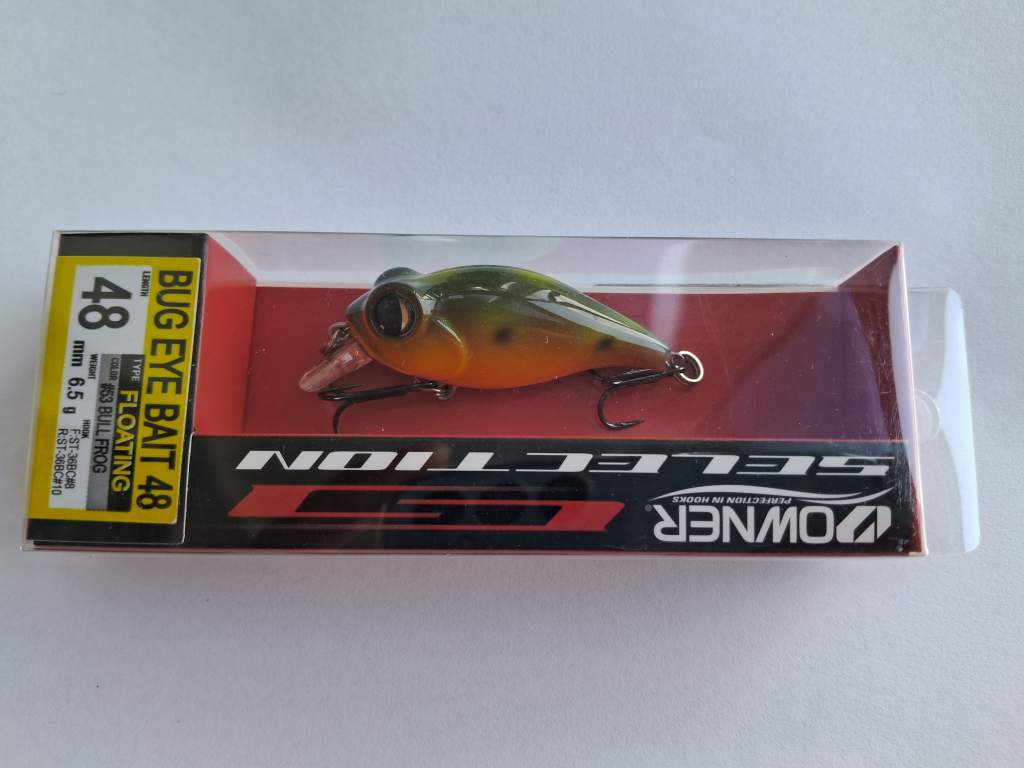 BUG EYE BAIT 48
LENGTH
48 mm
WEIGHT
6.5 g
TYPE FLOATING
COLOR #63 BULL FROG
HOOK
F:ST-36BC#8
R:ST-36BC#10
OWNER®
PERFECTION IN HOOKS
SELECTION